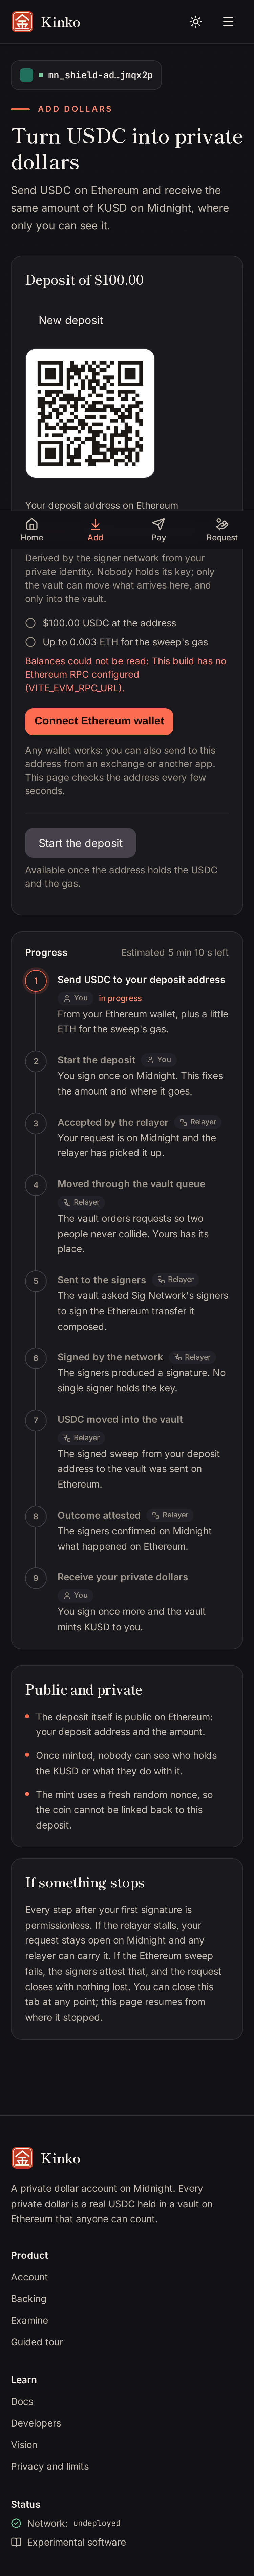 金 Kinko
mn_shield-ad…jmqx2p
ADD DOLLARS
Turn USDC into private
dollars
Send USDC on Ethereum and receive the
same amount of KUSD on Midnight, where
only you can see it.
Deposit of $100.00
New deposit
Your deposit address on Ethereum
Home
Add
Pay
Request
Derived by the signer network from your
private identity. Nobody holds its key; only
the vault can move what arrives here, and
only into the vault.
$100.00 USDC at the address
Up to 0.003 ETH for the sweep's gas
Balances could not be read: This build has no
Ethereum RPC configured
(VITE_EVM_RPC_URL).
Connect Ethereum wallet
Any wallet works: you can also send to this
address from an exchange or another app.
This page checks the address every few
seconds.
Start the deposit
Available once the address holds the USDC
and the gas.
Progress
Estimated 5 min 10 s left
1
Send USDC to your deposit address
You
in progress
From your Ethereum wallet, plus a little
ETH for the sweep's gas.
2
Start the deposit
You
You sign once on Midnight. This fixes
the amount and where it goes.
3
Accepted by the relayer
Relayer
Your request is on Midnight and the
relayer has picked it up.
4
Moved through the vault queue
Relayer
The vault orders requests so two
people never collide. Yours has its
place.
5
Sent to the signers
Relayer
The vault asked Sig Network's signers
to sign the Ethereum transfer it
composed.
6
Signed by the network
Relayer
The signers produced a signature. No
single signer holds the key.
7
USDC moved into the vault
Relayer
The signed sweep from your deposit
address to the vault was sent on
Ethereum.
8
Outcome attested
Relayer
The signers confirmed on Midnight
what happened on Ethereum.
9
Receive your private dollars
You
You sign once more and the vault
mints KUSD to you.
Public and private
The deposit itself is public on Ethereum:
your deposit address and the amount.
Once minted, nobody can see who holds
the KUSD or what they do with it.
The mint uses a fresh random nonce, so
the coin cannot be linked back to this
deposit.
If something stops
Every step after your first signature is
permissionless. If the relayer stalls, your
request stays open on Midnight and any
relayer can carry it. If the Ethereum sweep
fails, the signers attest that, and the request
closes with nothing lost. You can close this
tab at any point; this page resumes from
where it stopped.
金 Kinko
A private dollar account on Midnight. Every
private dollar is a real USDC held in a vault on
Ethereum that anyone can count.
Product
Account
Backing
Examine
Guided tour
Learn
Docs
Developers
Vision
Privacy and limits
Status
Network: undeployed
Experimental software